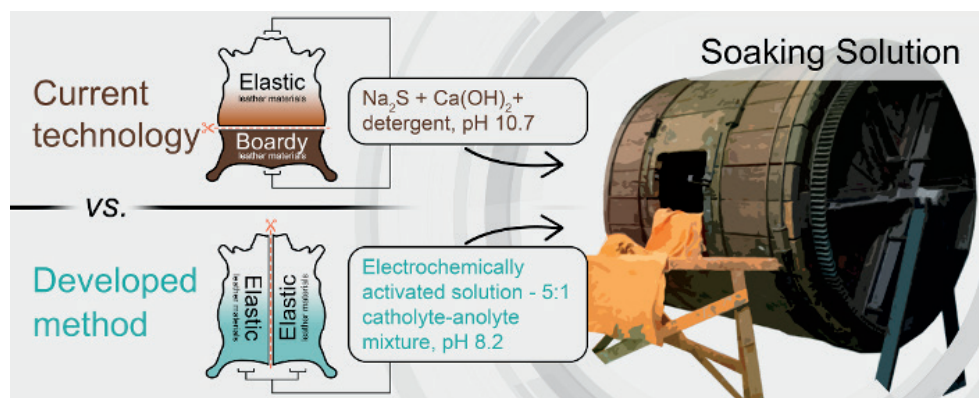 Current
technology
Elastic
leather materials
Boardy
leather materials
Na₂S + Ca(OH)₂+
detergent, pH 10.7
Soaking Solution
vs.
Developed
method
Elastic
leather materials
Elastic
leather materials
Electrochemically
activated solution - 5:1
catholyte-anolyte
mixture, pH 8.2